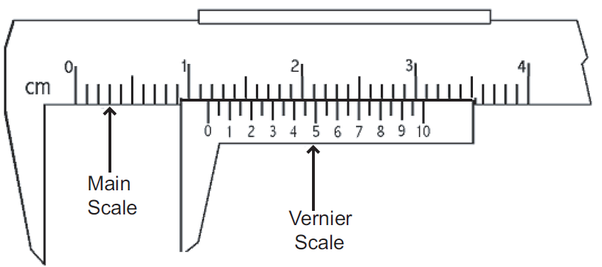 0 1 2 3 4
cm
0 1 2 3 4 5 6 7 8 9 10
Main
Scale
Vernier
Scale